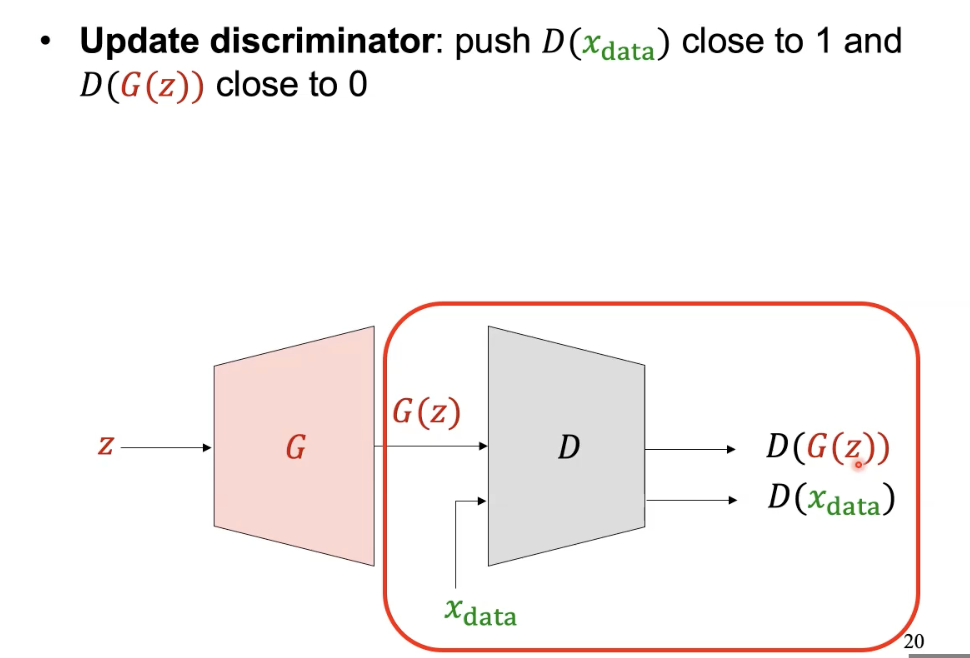 • Update discriminator: push D(x_data) close to 1 and
D(G(z)) close to 0
G(z)
z
G
D
D(G(z))
D(x_data)
x_data
20